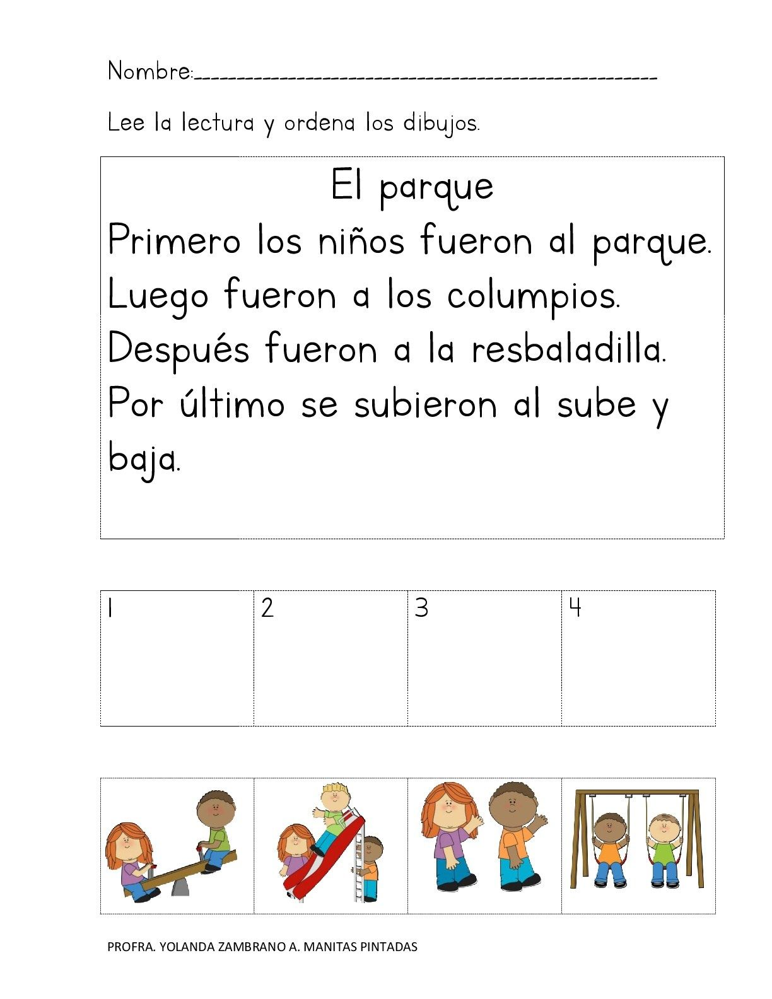 Nombre:_______________________________________________
Lee la lectura y ordena los dibujos.
El parque
Primero los niños fueron al parque.
Luego fueron a los columpios.
Después fueron a la resbaladilla.
Por último se subieron al sube y
baja.
1 2 3 4
PROFRA. YOLANDA ZAMBRANO A. MANITAS PINTADAS